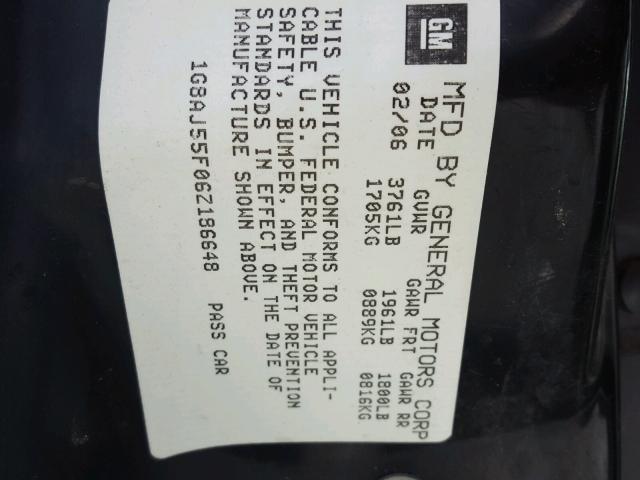 GM
MFD BY GENERAL MOTORS CORP
DATE GVWR GAWR FRT GAWR RR
02/06 3761LB 1961LB 1800LB
1705KG 0889KG 0816KG
THIS VEHICLE CONFORMS TO ALL APPLI-
CABLE U.S. FEDERAL MOTOR VEHICLE
SAFETY, BUMPER, AND THEFT PREVENTION
STANDARDS IN EFFECT ON THE DATE OF
MANUFACTURE SHOWN ABOVE.
1G8AJ55F06Z186648 PASS CAR